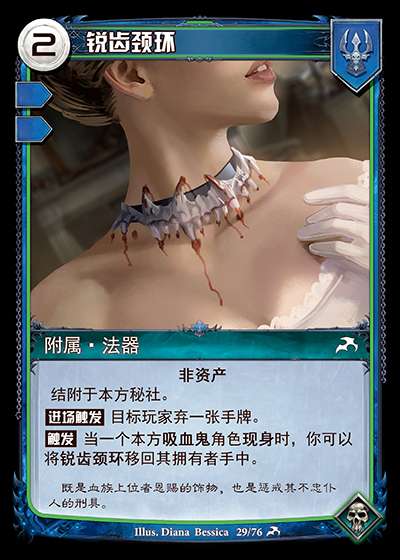 2
锐齿颈环
附属·法器
非资产
结附于本方秘社。
进场触发 目标玩家弃一张手牌。
触发 当一个本方吸血鬼角色现身时，你可以
将锐齿颈环移回其拥有者手中。
既是血族上位者恩赐的饰物，也是惩戒其不忠仆
人的刑具。
Illus. Diana Bessica 29/76